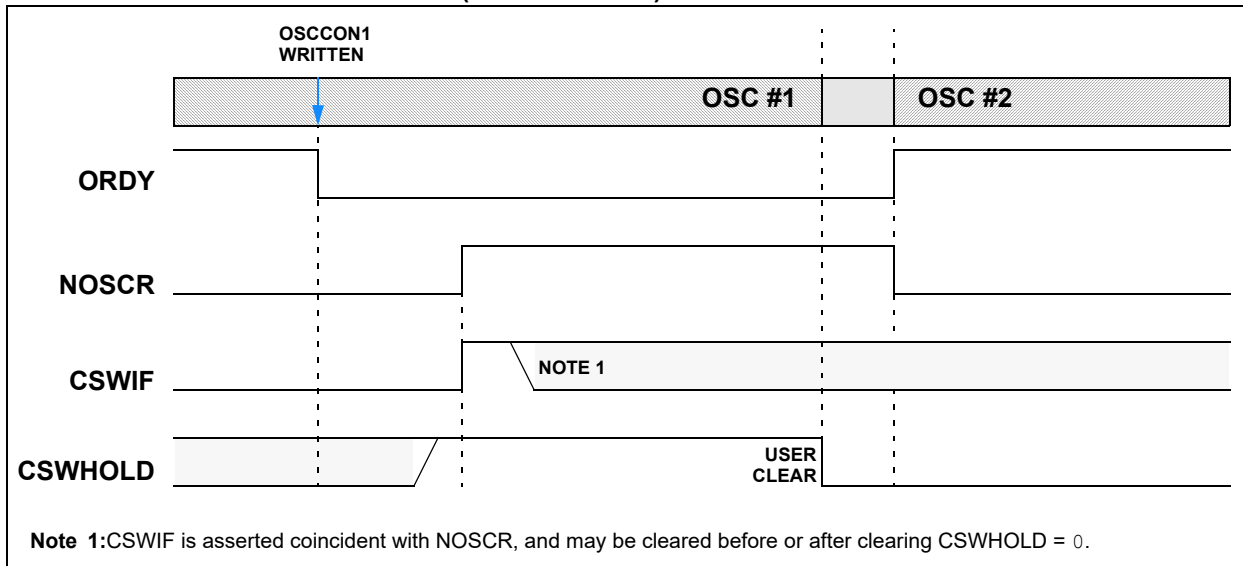 OSCCON1
WRITTEN
OSC #1
OSC #2
ORDY
NOSCR
CSWIF
NOTE 1
CSWHOLD
USER
CLEAR
Note 1:CSWIF is asserted coincident with NOSCR, and may be cleared before or after clearing CSWHOLD = 0.